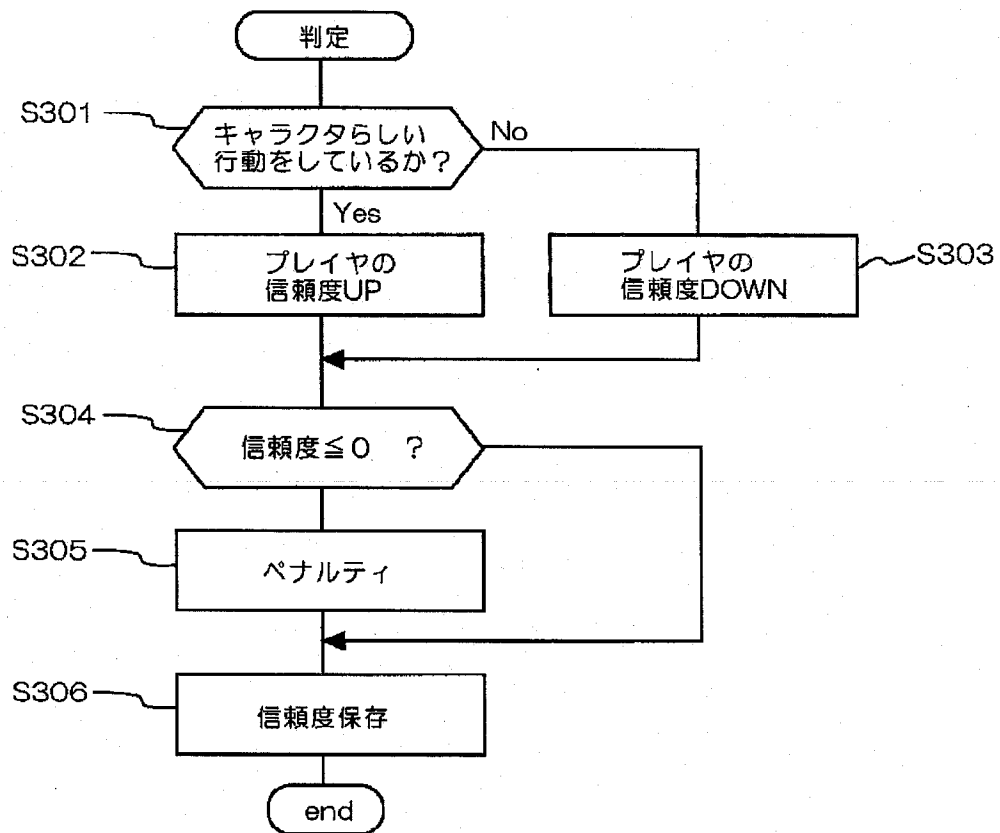 判定
S301
キャラクタらしい
行動をしているか？
No
Yes
S302
プレイヤの
信頼度UP
プレイヤの
信頼度DOWN
S303
S304
信頼度≦0 ？
S305
ペナルティ
S306
信頼度保存
end